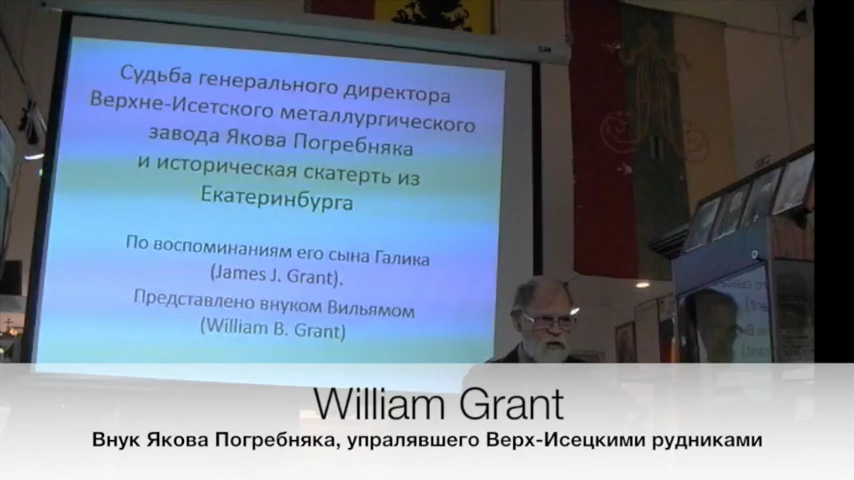 Судьба генерального директора
Верхне-Исетского металлургического
завода Якова Погребняка
и историческая скатерть из
Екатеринбурга
По воспоминаниям его сына Галика
(James J. Grant).
Представлено внуком Вильямом
(William B. Grant)
William Grant
Внук Якова Погребняка, упралявшего Верх-Исецкими рудниками